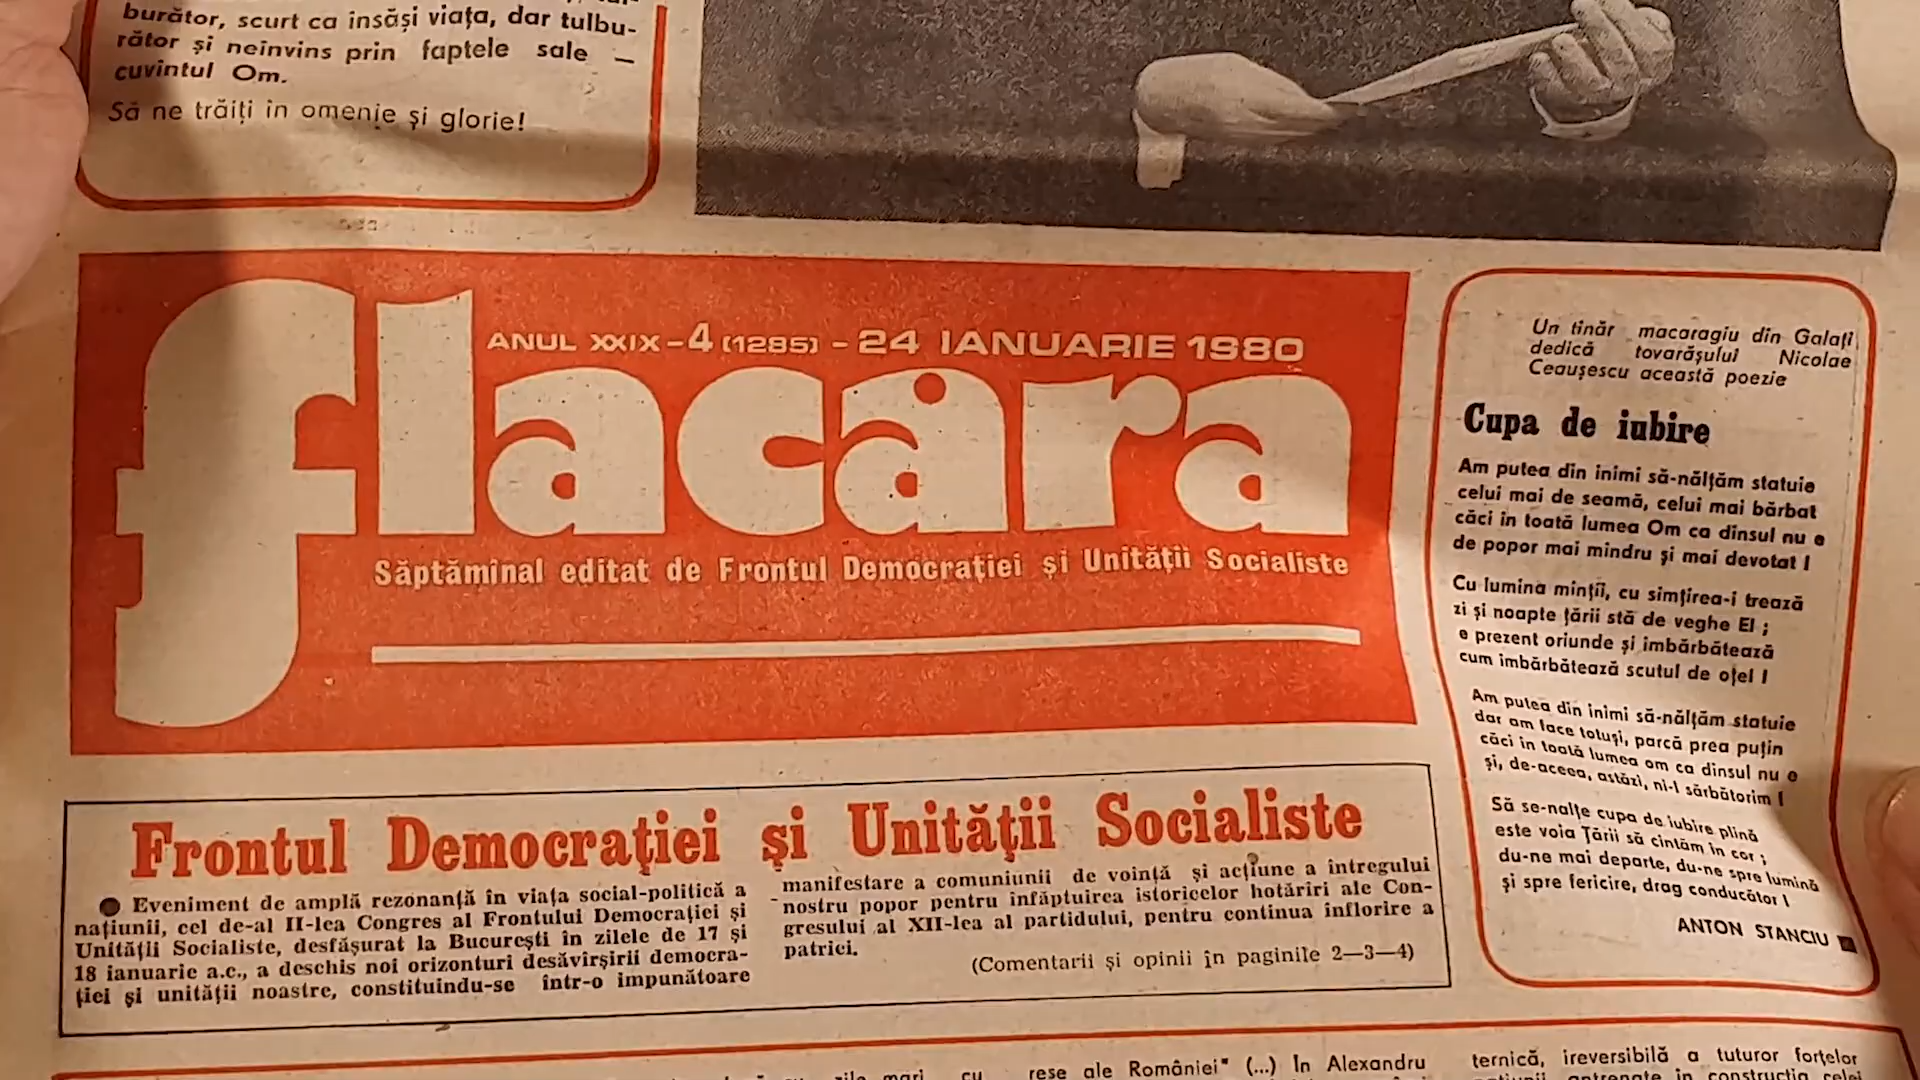 burător, scurt ca însăși viața, dar tulbu-
rător și neînvins prin faptele sale —
cuvîntul Om.
Să ne trăiți în omenie și glorie!
ANUL XXIX - 4 (1285) - 24 IANUARIE 1980
flacăra
Săptămînal editat de Frontul Democrației și Unității Socialiste
Un tînăr macaragiu din Galați
dedică tovarășului Nicolae
Ceaușescu această poezie
Cupa de iubire
Am putea din inimi să-nălțăm statuie
celui mai de seamă, celui mai bărbat
căci în toată lumea Om ca dînsul nu e
de popor mai mîndru și mai devotat !
Cu lumina minții, cu simțirea-i trează
zi și noapte țării stă de veghe El ;
e prezent oriunde și îmbărbătează
cum îmbărbătează scutul de oțel !
Am putea din inimi să-nălțăm statuie
dar am face totuși, parcă prea puțin
căci în toată lumea om ca dînsul nu e
și, de-aceea, astăzi, ni-l sărbătorim !
Să se-nalțe cupa de iubire plină
este voia Țării să cîntăm în cor ;
du-ne mai departe, du-ne spre lumină
și spre fericire, drag conducător !
ANTON STANCIU
Frontul Democrației și Unității Socialiste
● Eveniment de amplă rezonanță în viața social-politică a
națiunii, cel de-al II-lea Congres al Frontului Democrației și
Unității Socialiste, desfășurat la București în zilele de 17 și
18 ianuarie a.c., a deschis noi orizonturi desăvîrșirii democra-
ției și unității noastre, constituindu-se într-o impunătoare
manifestare a comuniunii de voință și acțiune a întregului
nostru popor pentru înfăptuirea istoricelor hotăriri ale Con-
gresului al XII-lea al partidului, pentru continua înflorire a
patriei.
(Comentarii și opinii în paginile 2—3—4)
mari cu
rese ale României" (...) In Alexandru
ternică, ireversibilă a tuturor forțelor
națiunii, antrenate în construcția celei